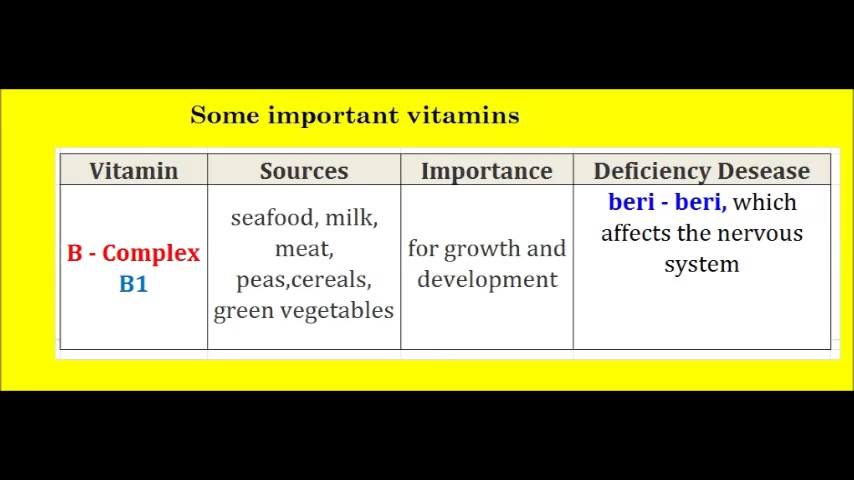 Some important vitamins
Vitamin
Sources
Importance
Deficiency Desease
B - Complex
B1
seafood, milk,
meat,
peas,cereals,
green vegetables
for growth and
development
beri - beri, which
affects the nervous
system